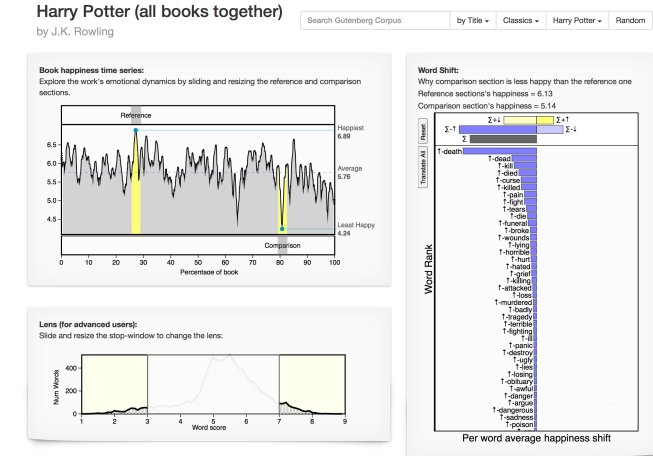 Harry Potter (all books together)
by J.K. Rowling
Search Gutenberg Corpus
by Title
Classics
Harry Potter
Random
Book happiness time series:
Explore the work's emotional dynamics by sliding and resizing the reference and comparison
sections.
Reference
Happiest
6.89
Average
5.75
Least Happy
4.24
Comparison
6.5
6.0
5.5
5.0
4.5
0 10 20 30 40 50 60 70 80 90 100
Percentage of book
Lens (for advanced users):
Slide and resize the stop-window to change the lens:
Num Words
400
200
0
1 2 3 4 5 6 7 8 9
Word score
Word Shift:
Why comparison section is less happy than the reference one
Reference sections's happiness = 6.13
Comparison section's happiness = 5.14
Reset
Translate All
Σ+↓ Σ+↑
Σ-↑ Σ-↓
Σ
↑-death
↑-dead
↑-kill
↑-died
↑-curse
↑-killed
↑-pain
↑-fight
↑-tears
↑-die
↑-funeral
↑-broke
↑-wounds
↑-lying
↑-horrible
↑-hurt
↑-hated
↑-grief
↑-killing
↑-attacked
↑-loss
↑-murdered
↑-badly
↑-tragedy
↑-terrible
↑-fighting
↑-ill
↑-panic
↑-destroy
↑-ugly
↑-lies
↑-losing
↑-obituary
↑-awful
↑-danger
↑-argue
↑-dangerous
↑-sadness
↑-poison
Word Rank
Per word average happiness shift